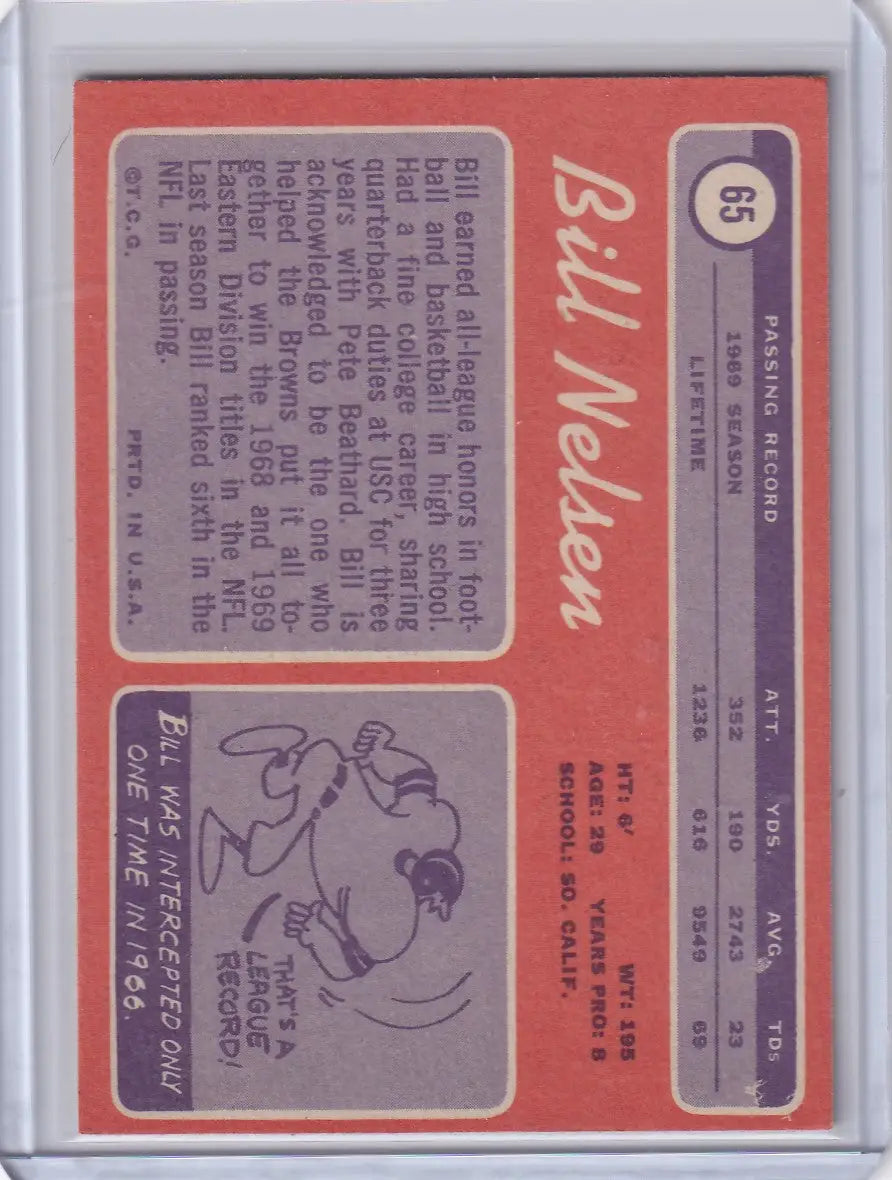 65
PASSING RECORD ATT. YDS. AVG. TDs
1969 SEASON 352 190 2743 23
LIFETIME 1236 616 9549 69
Bill Nelsen
HT: 6' WT: 195
AGE: 29 YEARS PRO: 8
SCHOOL: SO. CALIF.
Bill earned all-league honors in foot-
ball and basketball in high school.
Had a fine college career, sharing
quarterback duties at USC for three
years with Pete Beathard. Bill is
acknowledged to be the one who
helped the Browns put it all to-
gether to win the 1968 and 1969
Eastern Division titles in the NFL.
Last season Bill ranked sixth in the
NFL in passing.
©T.C.G. PRTD. IN U.S.A.
THAT'S A
LEAGUE
RECORD!
BILL WAS INTERCEPTED ONLY
ONE TIME IN 1966.